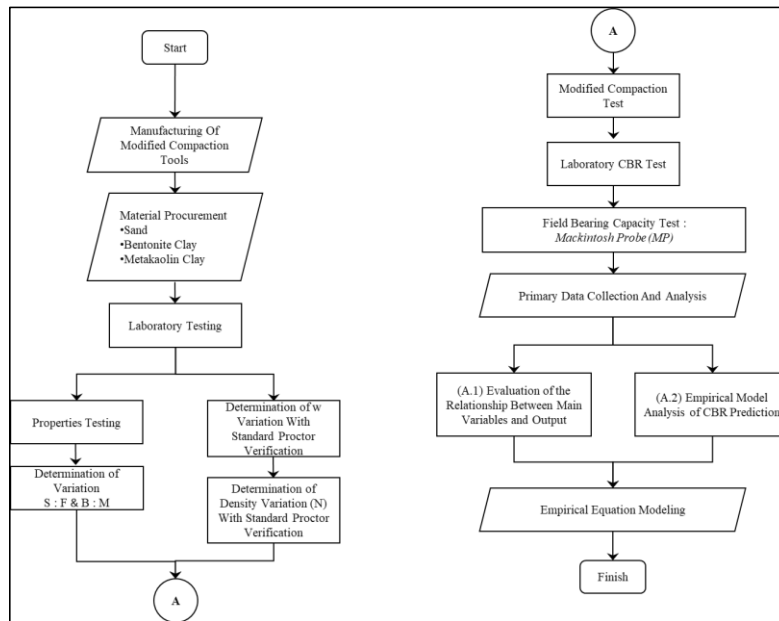 Start
Manufacturing Of
Modified Compaction
Tools
Material Procurement
•Sand
•Bentonite Clay
•Metakaolin Clay
Laboratory Testing
Properties Testing
Determination of
Variation
S : F & B : M
Determination of w
Variation With
Standard Proctor
Verification
Determination of
Density Variation (N)
With Standard Proctor
Verification
A
A
Modified Compaction
Test
Laboratory CBR Test
Field Bearing Capacity Test :
Mackintosh Probe (MP)
Primary Data Collection And Analysis
(A.1) Evaluation of the
Relationship Between Main
Variables and Output
(A.2) Empirical Model
Analysis of CBR Prediction
Empirical Equation Modeling
Finish